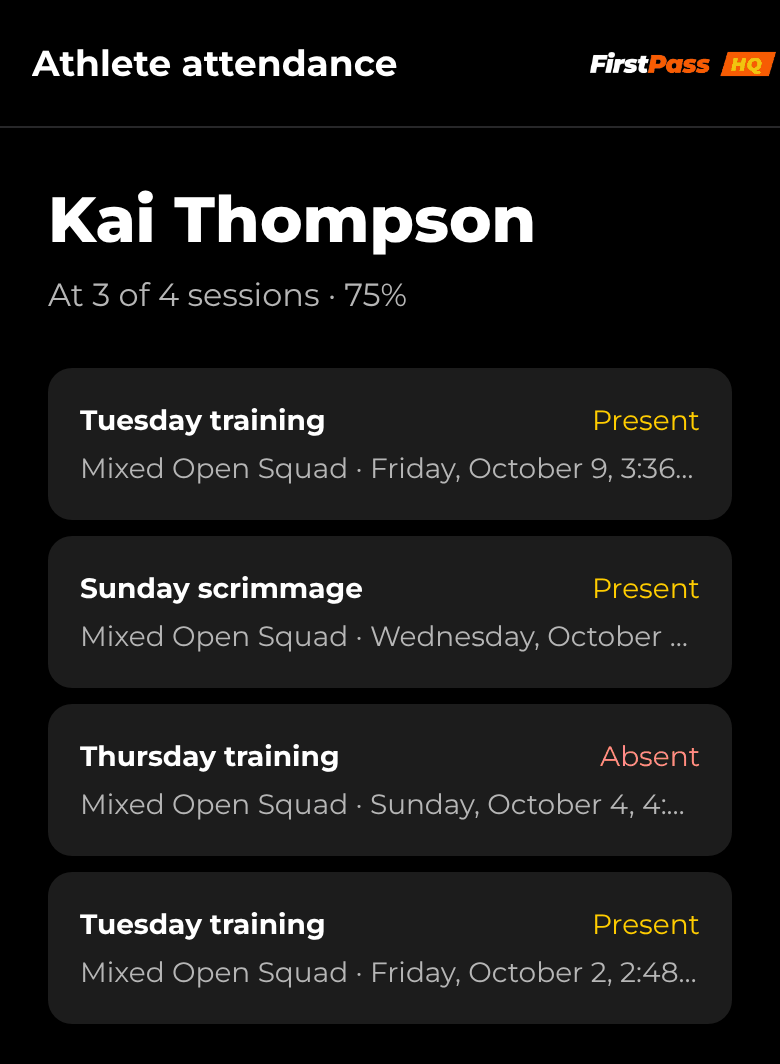 Athlete attendance
FirstPass HQ
Kai Thompson
At 3 of 4 sessions · 75%
Tuesday training Present
Mixed Open Squad · Friday, October 9, 3:36...
Sunday scrimmage Present
Mixed Open Squad · Wednesday, October ...
Thursday training Absent
Mixed Open Squad · Sunday, October 4, 4:...
Tuesday training Present
Mixed Open Squad · Friday, October 2, 2:48...